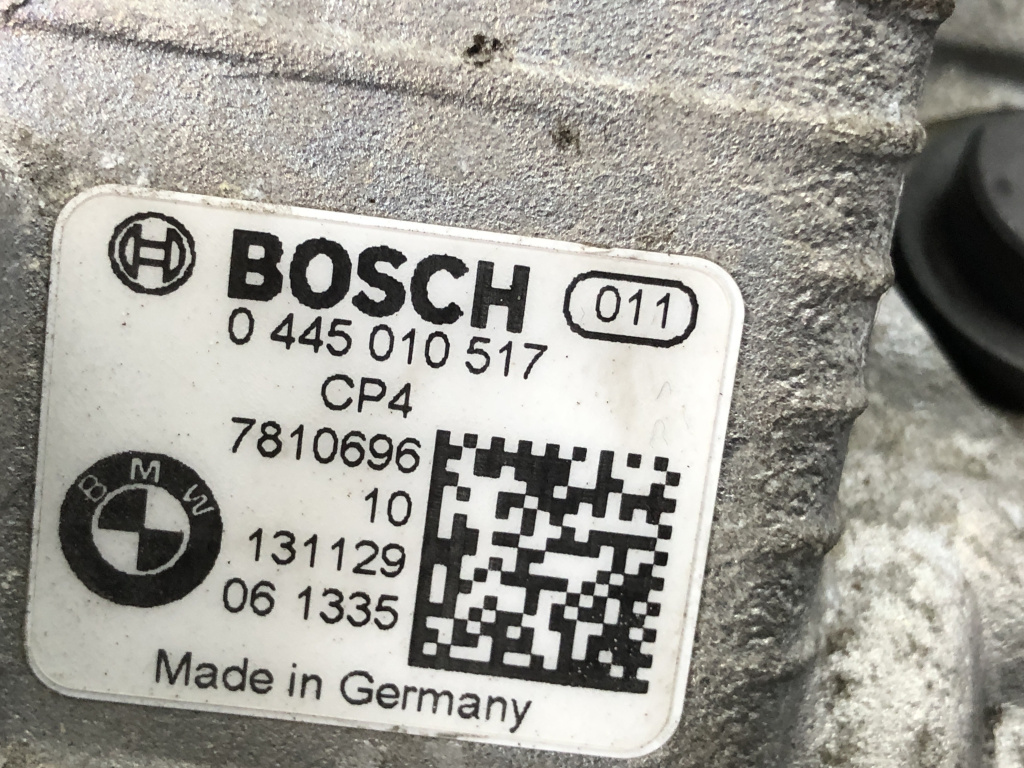 BOSCH 011
0 445 010 517
CP4
7810696
10
BMW
131129
06 1335
Made in Germany